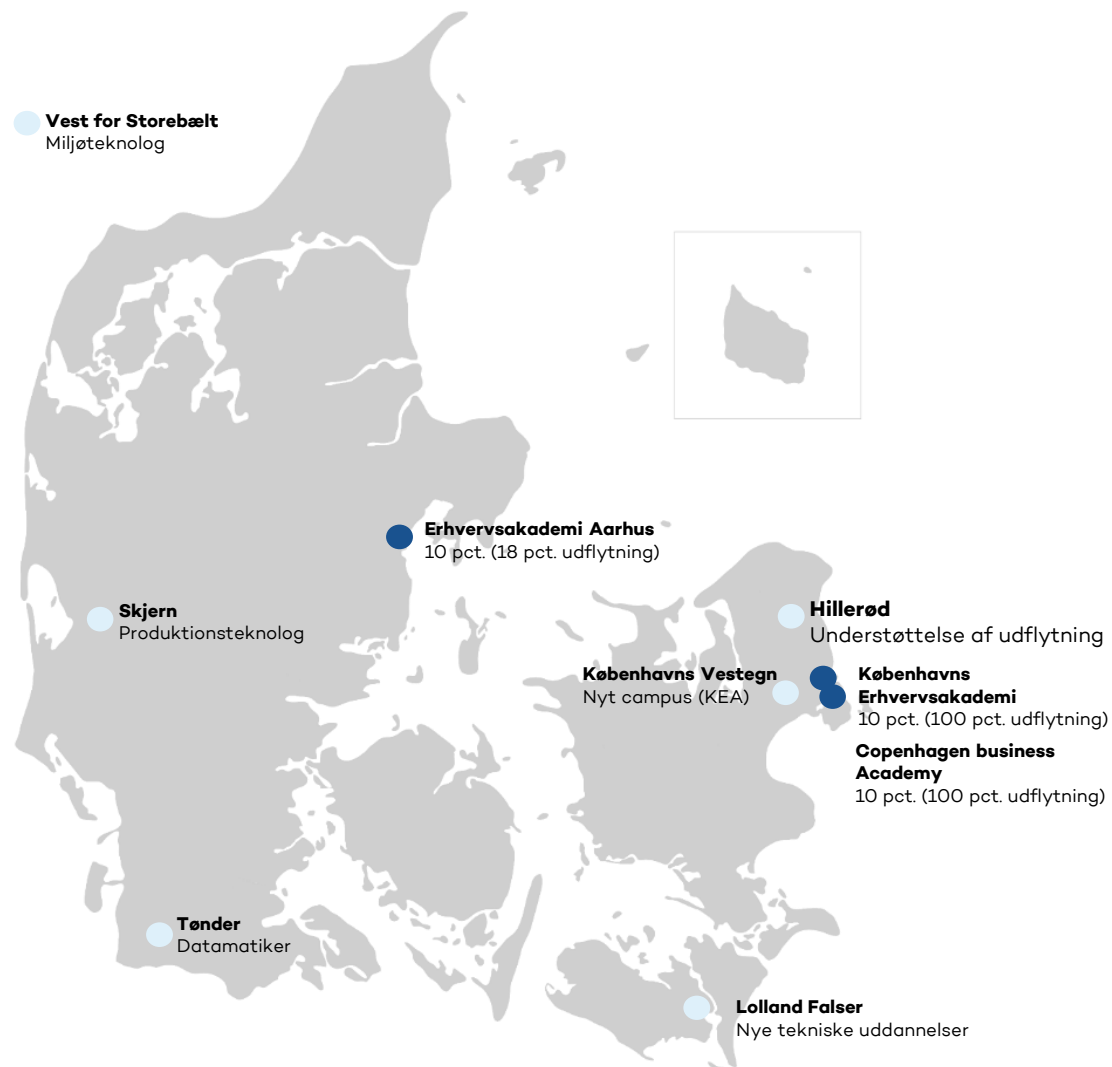 Vest for Storebælt
Miljøteknolog
Erhvervsakademi Aarhus
10 pct. (18 pct. udflytning)
Skjern
Produktionsteknolog
Hillerød
Understøttelse af udflytning
Københavns Vestegn
Nyt campus (KEA)
Københavns
Erhvervsakademi
10 pct. (100 pct. udflytning)
Copenhagen business
Academy
10 pct. (100 pct. udflytning)
Tønder
Datamatiker
Lolland Falser
Nye tekniske uddannelser